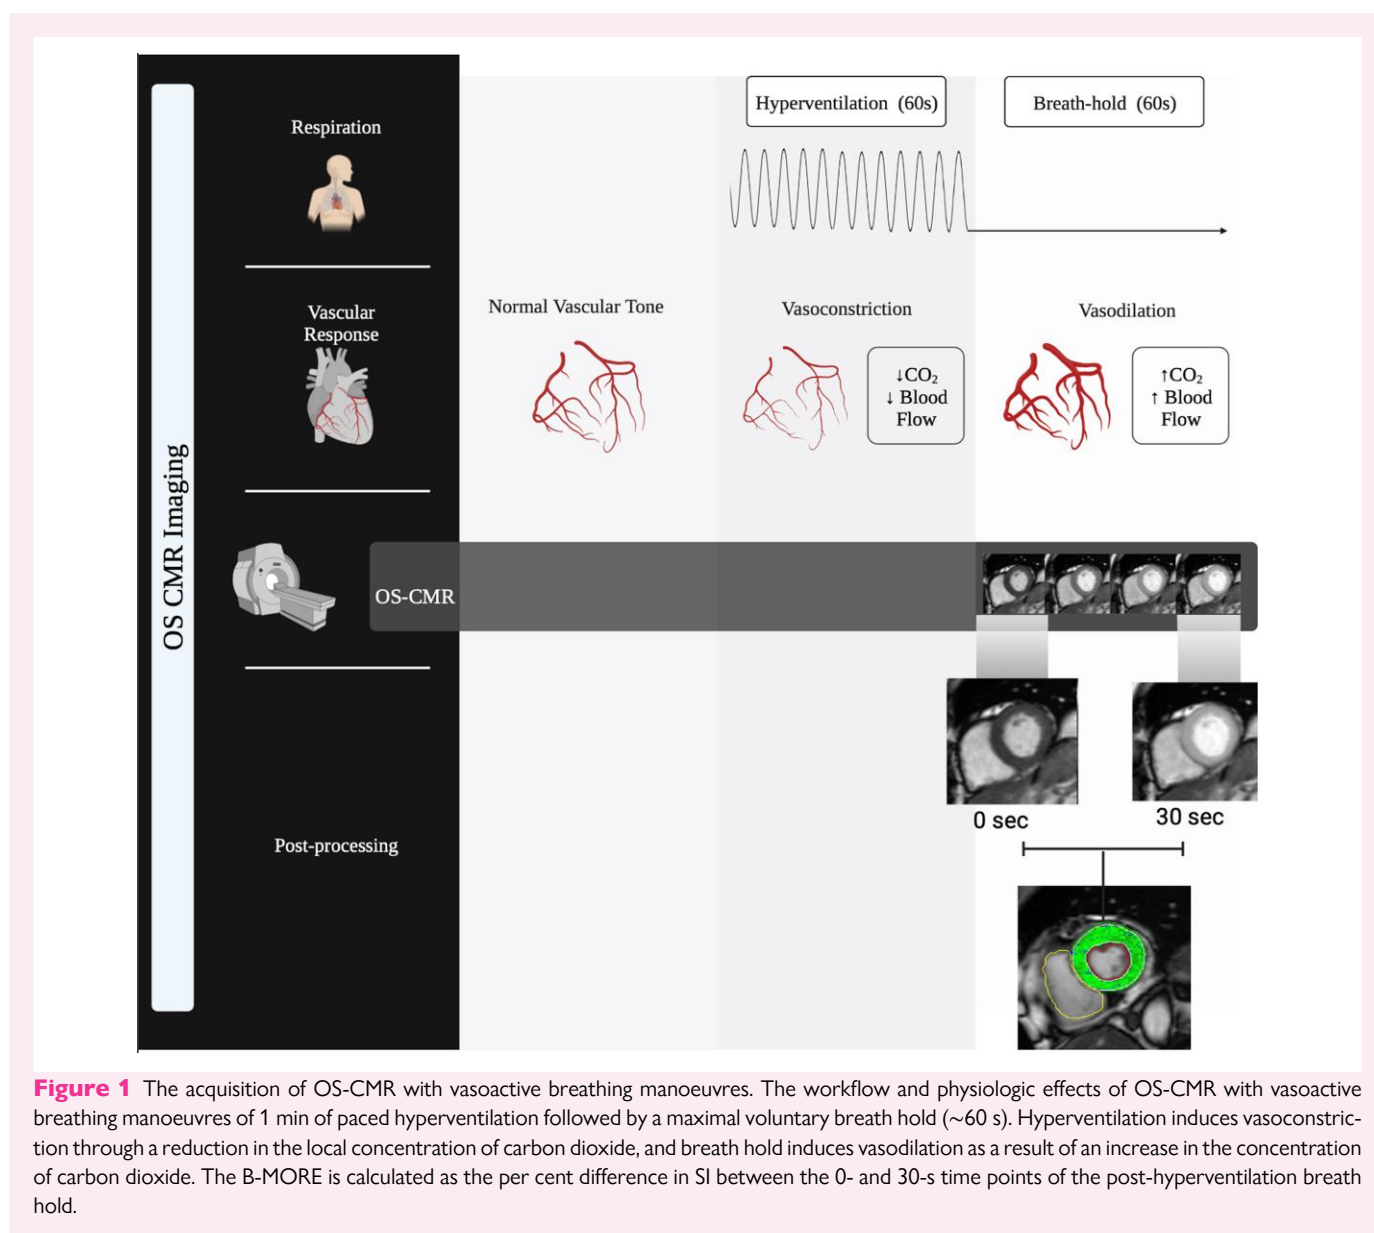 OS CMR Imaging
Respiration
Hyperventilation (60s)
Breath-hold (60s)
Vascular
Response
Normal Vascular Tone
Vasoconstriction
↓CO₂
↓ Blood
Flow
Vasodilation
↑CO₂
↑ Blood
Flow
OS-CMR
0 sec
30 sec
Post-processing
Figure 1 The acquisition of OS-CMR with vasoactive breathing manoeuvres. The workflow and physiologic effects of OS-CMR with vasoactive
breathing manoeuvres of 1 min of paced hyperventilation followed by a maximal voluntary breath hold (~60 s). Hyperventilation induces vasoconstric-
tion through a reduction in the local concentration of carbon dioxide, and breath hold induces vasodilation as a result of an increase in the concentration
of carbon dioxide. The B-MORE is calculated as the per cent difference in SI between the 0- and 30-s time points of the post-hyperventilation breath
hold.